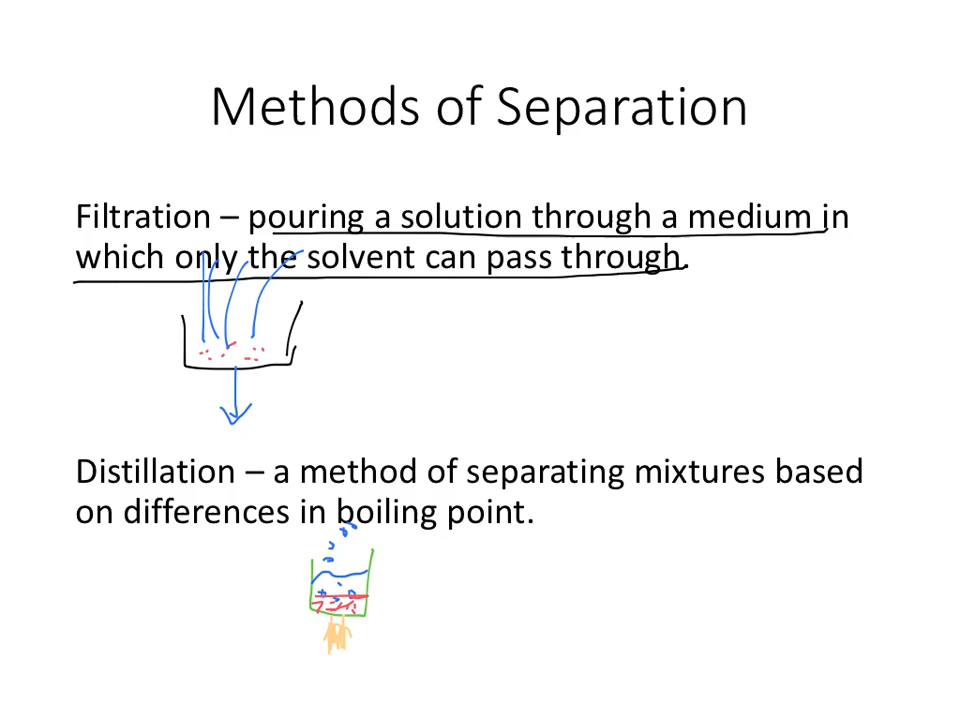 Methods of Separation
Filtration – pouring a solution through a medium in
which only the solvent can pass through.
Distillation – a method of separating mixtures based
on differences in boiling point.